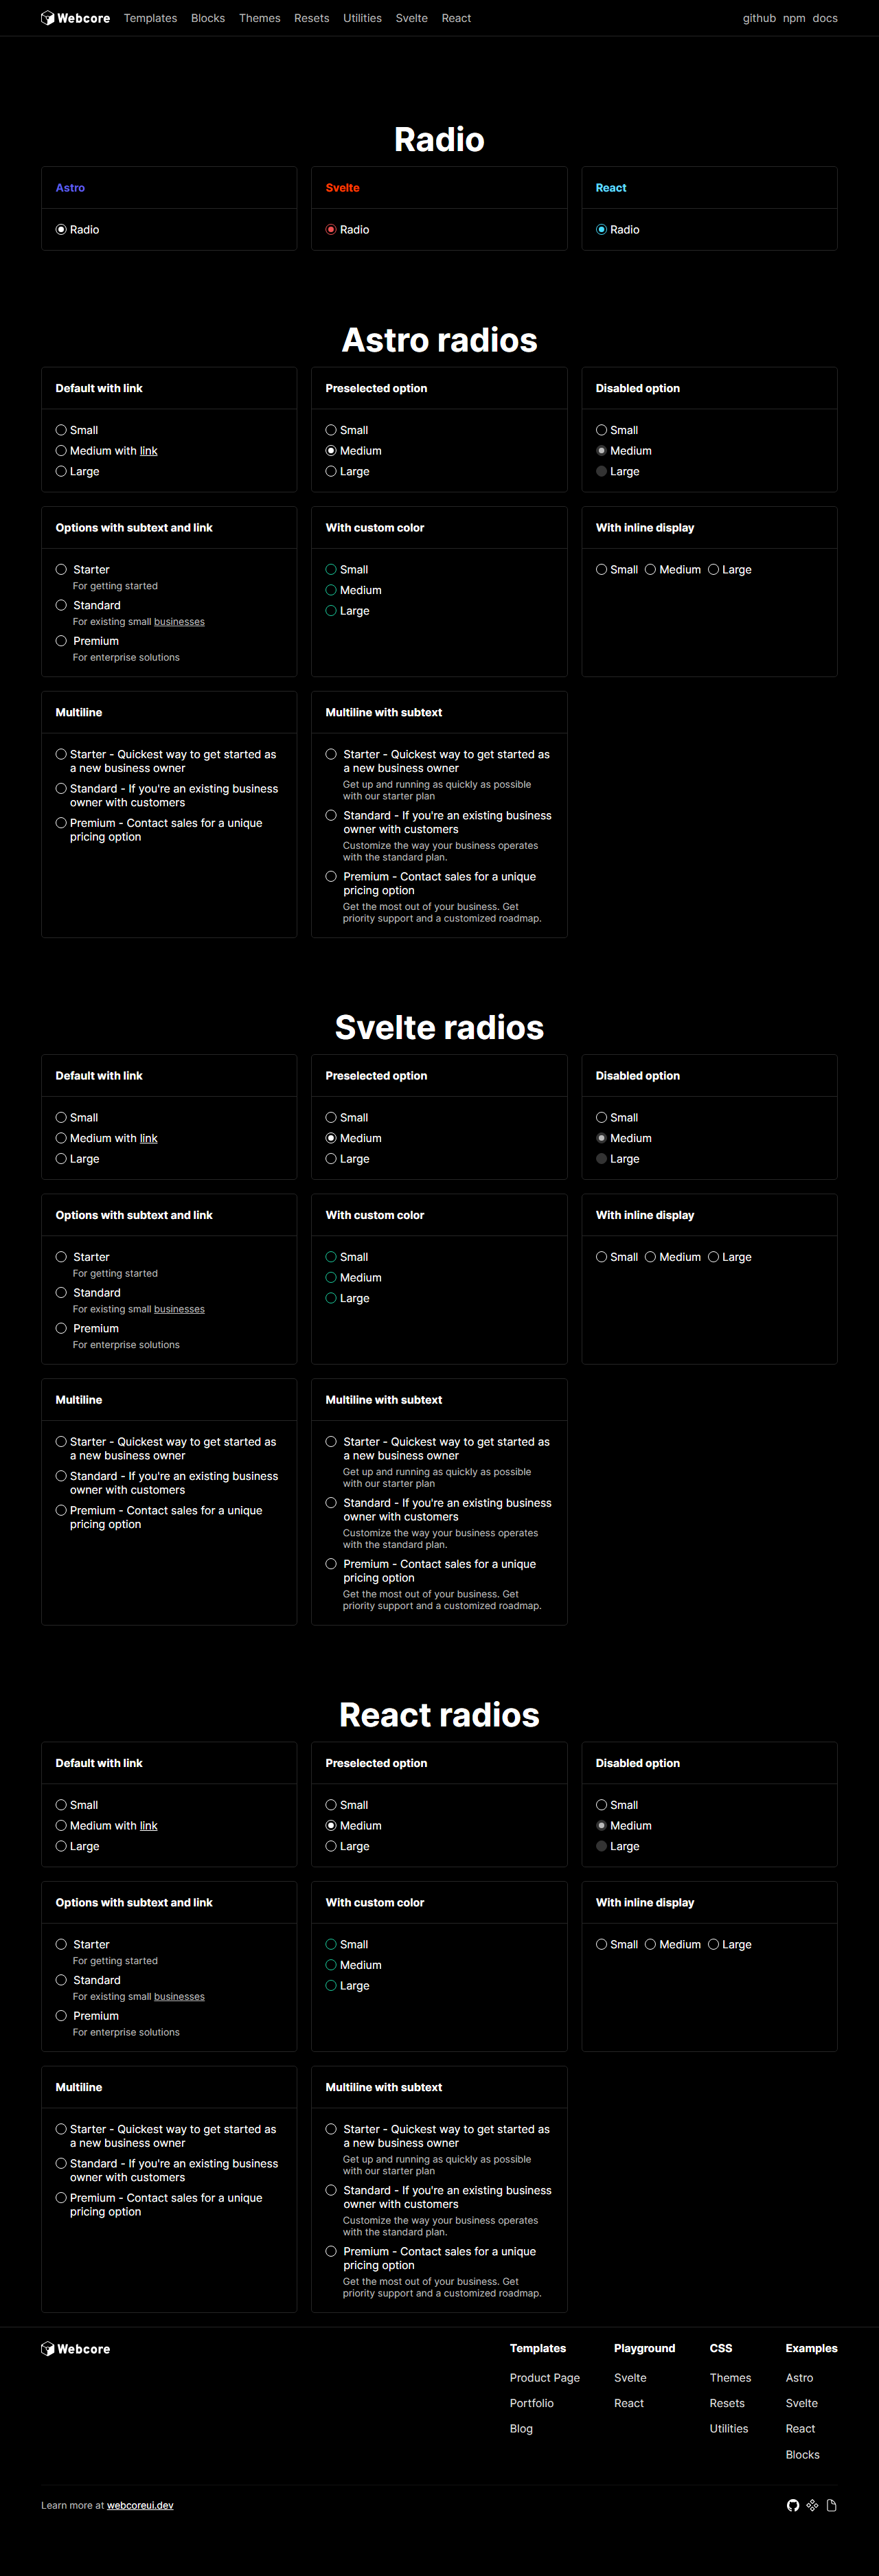 Webcore Templates Blocks Themes Resets Utilities Svelte React github npm docs
Radio
Astro
Radio
Svelte
Radio
React
Radio
Astro radios
Default with link
Small
Medium with link
Large
Preselected option
Small
Medium
Large
Disabled option
Small
Medium
Large
Options with subtext and link
Starter
For getting started
Standard
For existing small businesses
Premium
For enterprise solutions
With custom color
Small
Medium
Large
With inline display
Small Medium Large
Multiline
Starter - Quickest way to get started as
a new business owner
Standard - If you're an existing business
owner with customers
Premium - Contact sales for a unique
pricing option
Multiline with subtext
Starter - Quickest way to get started as
a new business owner
Get up and running as quickly as possible
with our starter plan
Standard - If you're an existing business
owner with customers
Customize the way your business operates
with the standard plan.
Premium - Contact sales for a unique
pricing option
Get the most out of your business. Get
priority support and a customized roadmap.
Svelte radios
Default with link
Small
Medium with link
Large
Preselected option
Small
Medium
Large
Disabled option
Small
Medium
Large
Options with subtext and link
Starter
For getting started
Standard
For existing small businesses
Premium
For enterprise solutions
With custom color
Small
Medium
Large
With inline display
Small Medium Large
Multiline
Starter - Quickest way to get started as
a new business owner
Standard - If you're an existing business
owner with customers
Premium - Contact sales for a unique
pricing option
Multiline with subtext
Starter - Quickest way to get started as
a new business owner
Get up and running as quickly as possible
with our starter plan
Standard - If you're an existing business
owner with customers
Customize the way your business operates
with the standard plan.
Premium - Contact sales for a unique
pricing option
Get the most out of your business. Get
priority support and a customized roadmap.
React radios
Default with link
Small
Medium with link
Large
Preselected option
Small
Medium
Large
Disabled option
Small
Medium
Large
Options with subtext and link
Starter
For getting started
Standard
For existing small businesses
Premium
For enterprise solutions
With custom color
Small
Medium
Large
With inline display
Small Medium Large
Multiline
Starter - Quickest way to get started as
a new business owner
Standard - If you're an existing business
owner with customers
Premium - Contact sales for a unique
pricing option
Multiline with subtext
Starter - Quickest way to get started as
a new business owner
Get up and running as quickly as possible
with our starter plan
Standard - If you're an existing business
owner with customers
Customize the way your business operates
with the standard plan.
Premium - Contact sales for a unique
pricing option
Get the most out of your business. Get
priority support and a customized roadmap.
Webcore
Templates
Product Page
Portfolio
Blog
Playground
Svelte
React
CSS
Themes
Resets
Utilities
Examples
Astro
Svelte
React
Blocks
Learn more at webcoreui.dev